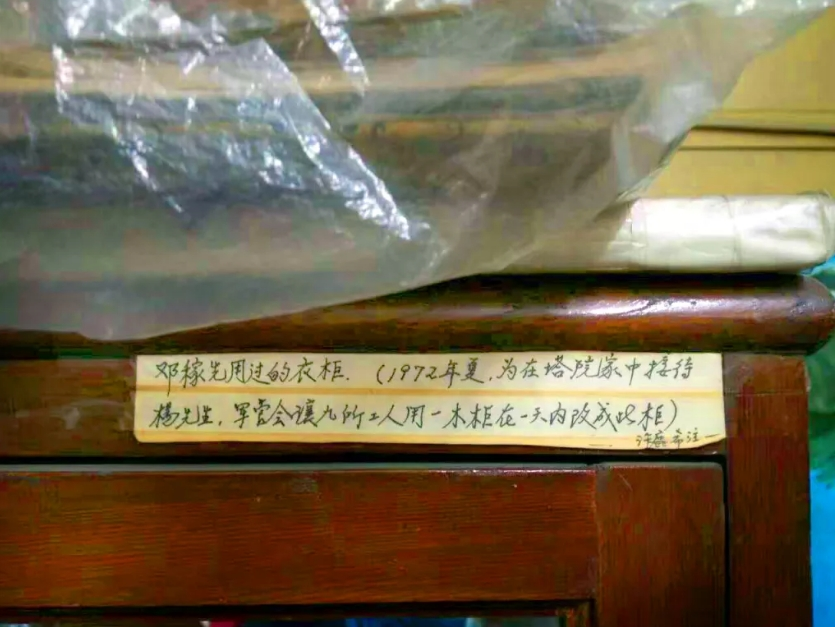 邓稼先用过的衣柜.（1972年夏,为在塔院家中接待
杨先生,军管会让九所工人用一木柜在一天内改成此柜）
许鹿希注